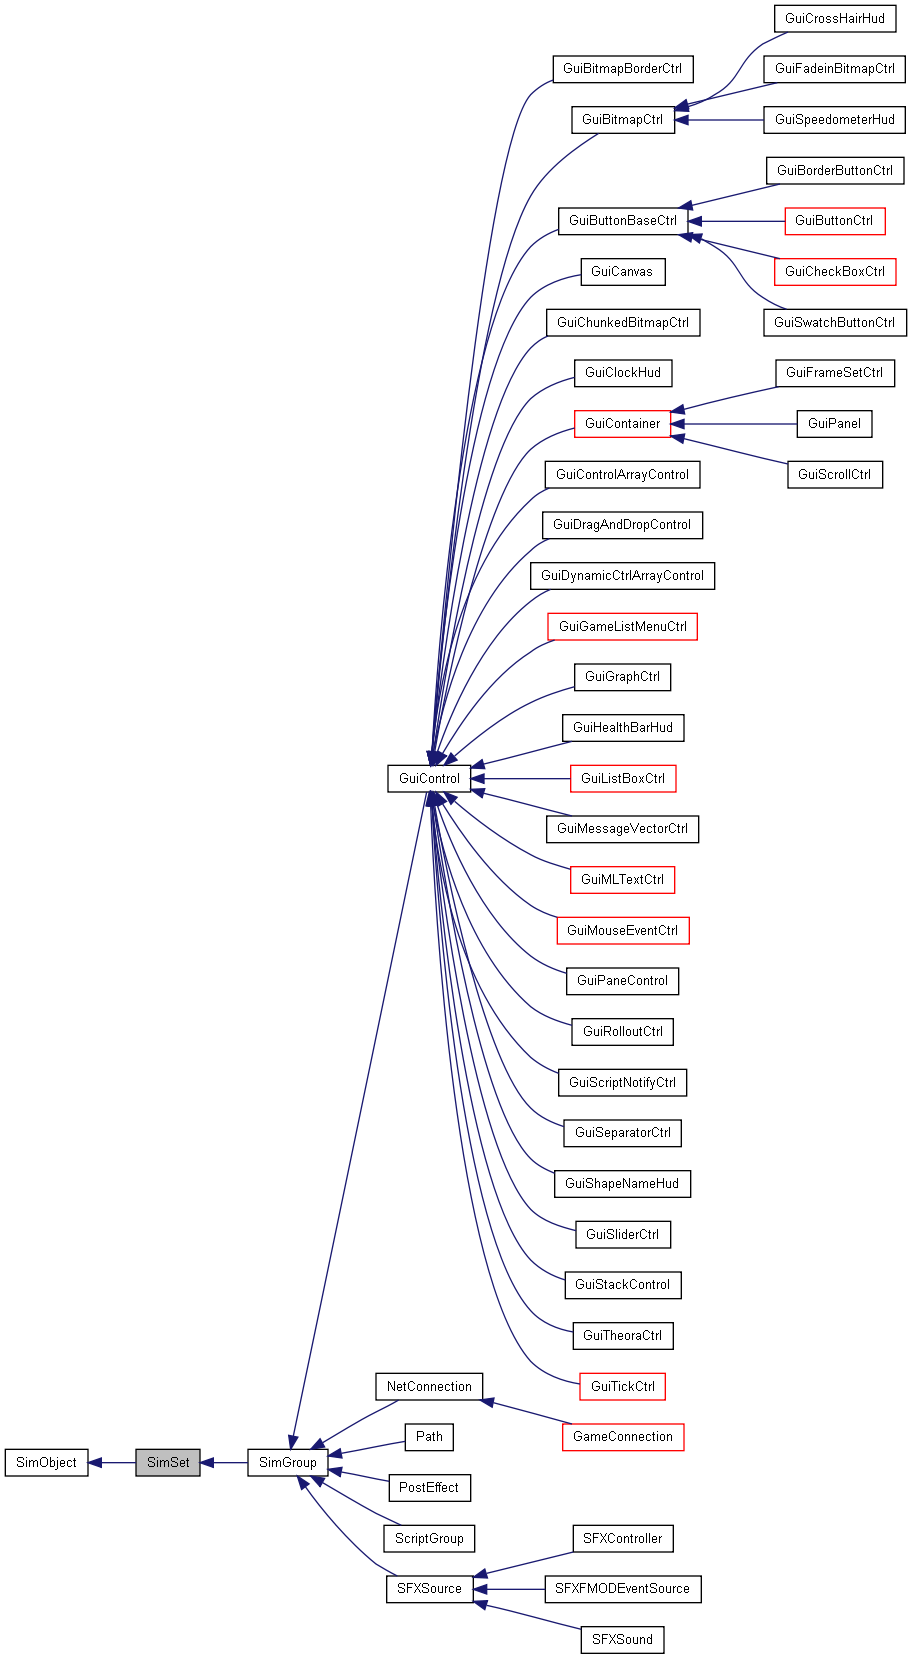 GuiCrossHairHud
GuiBitmapBorderCtrl
GuiFadeinBitmapCtrl
GuiBitmapCtrl
GuiSpeedometerHud
GuiBorderButtonCtrl
GuiButtonBaseCtrl
GuiButtonCtrl
GuiCanvas
GuiCheckBoxCtrl
GuiChunkedBitmapCtrl
GuiSwatchButtonCtrl
GuiClockHud
GuiFrameSetCtrl
GuiContainer
GuiPanel
GuiControlArrayControl
GuiScrollCtrl
GuiDragAndDropControl
GuiDynamicCtrlArrayControl
GuiGameListMenuCtrl
GuiGraphCtrl
GuiHealthBarHud
GuiControl
GuiListBoxCtrl
GuiMessageVectorCtrl
GuiMLTextCtrl
GuiMouseEventCtrl
GuiPaneControl
GuiRolloutCtrl
GuiScriptNotifyCtrl
GuiSeparatorCtrl
GuiShapeNameHud
GuiSliderCtrl
GuiStackControl
GuiTheoraCtrl
GuiTickCtrl
NetConnection
GameConnection
Path
SimObject
SimSet
SimGroup
PostEffect
ScriptGroup
SFXController
SFXSource
SFXFMODEventSource
SFXSound